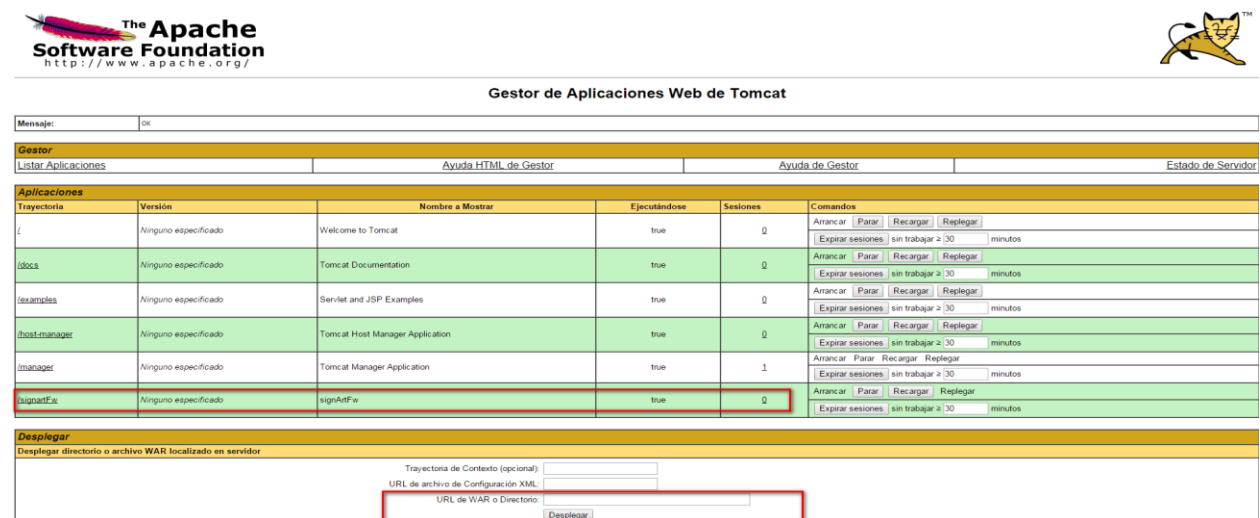 The Apache
Software Foundation
http://www.apache.org/
TM
Gestor de Aplicaciones Web de Tomcat
Mensaje: OK
Gestor
Listar Aplicaciones Ayuda HTML de Gestor Ayuda de Gestor Estado de Servidor
Aplicaciones
Trayectoria Versión Nombre a Mostrar Ejecutándose Sesiones Comandos
/ Ninguno especificado Welcome to Tomcat true 0 Arrancar Parar Recargar Replegar
Expirar sesiones sin trabajar ≥ 30 minutos
/docs Ninguno especificado Tomcat Documentation true 0 Arrancar Parar Recargar Replegar
Expirar sesiones sin trabajar ≥ 30 minutos
/examples Ninguno especificado Servlet and JSP Examples true 0 Arrancar Parar Recargar Replegar
Expirar sesiones sin trabajar ≥ 30 minutos
/host-manager Ninguno especificado Tomcat Host Manager Application true 0 Arrancar Parar Recargar Replegar
Expirar sesiones sin trabajar ≥ 30 minutos
/manager Ninguno especificado Tomcat Manager Application true 1 Arrancar Parar Recargar Replegar
Expirar sesiones sin trabajar ≥ 30 minutos
/signartFw Ninguno especificado signArtFw true 0 Arrancar Parar Recargar Replegar
Expirar sesiones sin trabajar ≥ 30 minutos
Desplegar
Desplegar directorio o archivo WAR localizado en servidor
Trayectoria de Contexto (opcional):
URL de archivo de Configuración XML:
URL de WAR o Directorio:
Desplegar